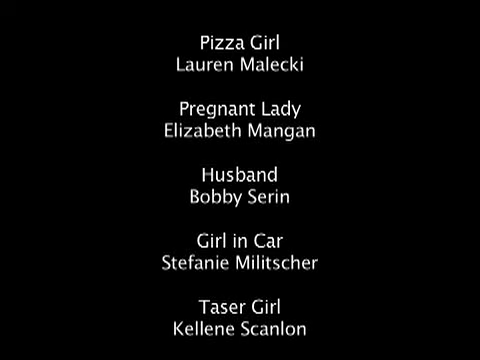 Pizza Girl
Lauren Malecki
Pregnant Lady
Elizabeth Mangan
Husband
Bobby Serin
Girl in Car
Stefanie Militscher
Taser Girl
Kellene Scanlon